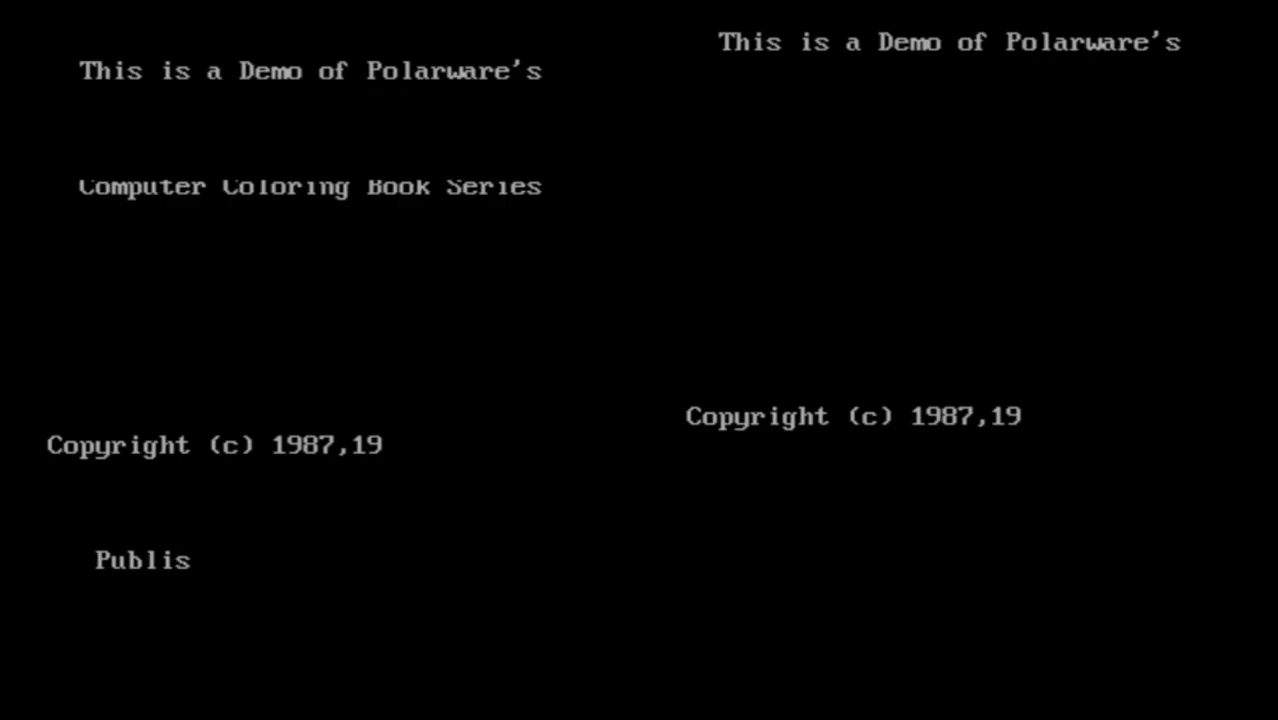 This is a Demo of Polarware's
This is a Demo of Polarware's
Computer Coloring Book Series
Copyright (c) 1987,19
Copyright (c) 1987,19
Publis